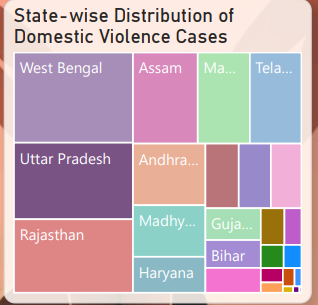 State-wise Distribution of
Domestic Violence Cases
West Bengal
Assam
Ma...
Tela...
Uttar Pradesh
Andhra...
Rajasthan
Madhy...
Guja...
Bihar
Haryana